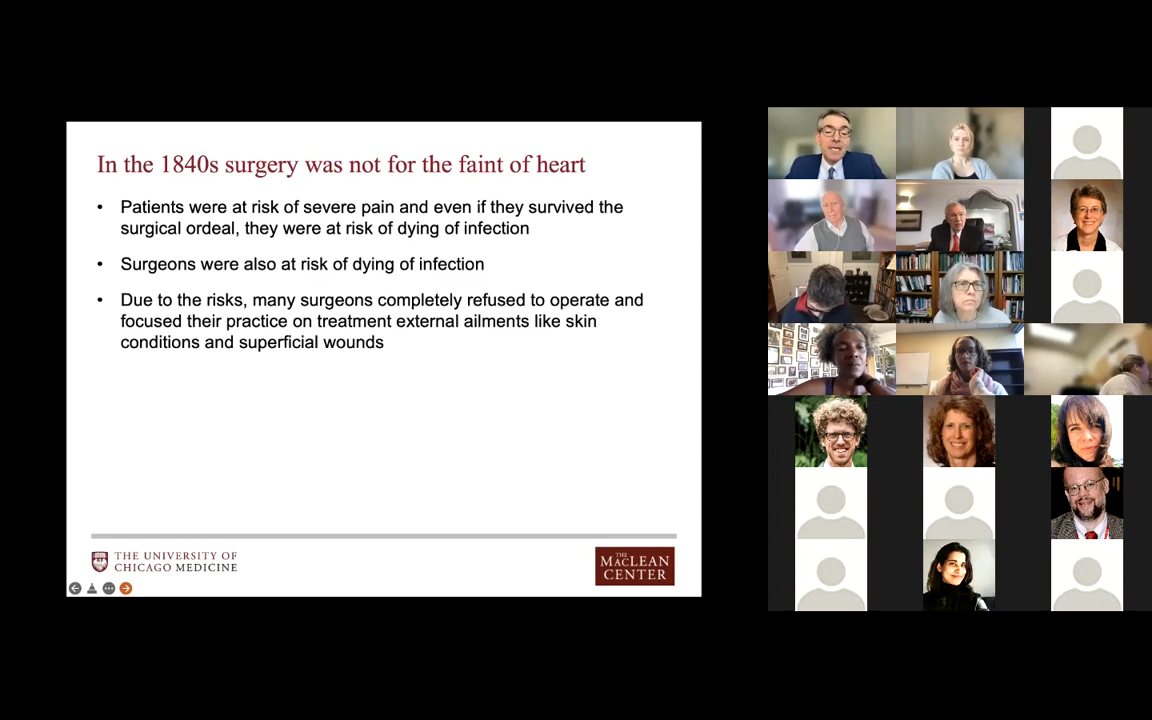 In the 1840s surgery was not for the faint of heart
• Patients were at risk of severe pain and even if they survived the
surgical ordeal, they were at risk of dying of infection
• Surgeons were also at risk of dying of infection
• Due to the risks, many surgeons completely refused to operate and
focused their practice on treatment external ailments like skin
conditions and superficial wounds
THE UNIVERSITY OF
CHICAGO MEDICINE
THE
MACLEAN
CENTER